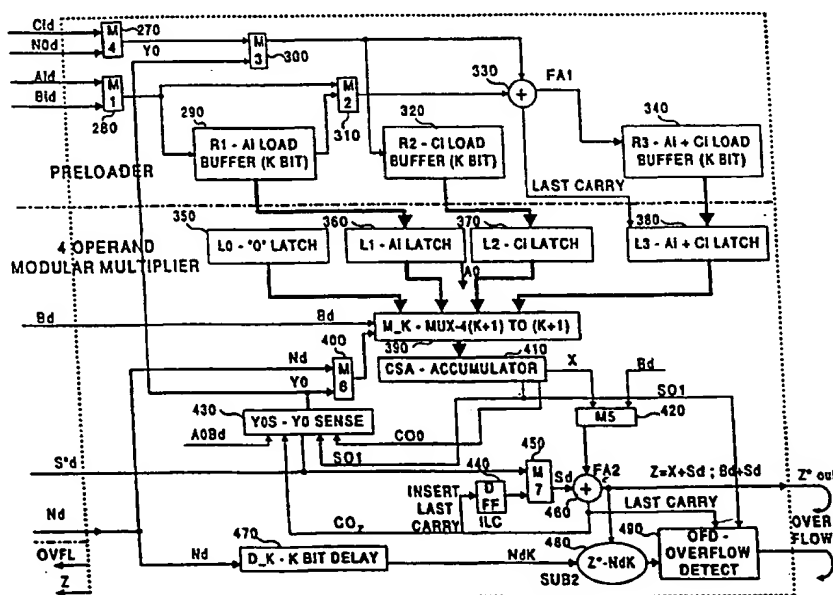 Cld
N0d
M
4
270
Y0
M
3
300
Ald
Bld
M
1
280
M
2
310
330
+
FA1
290
R1 - AI LOAD
BUFFER (K BIT)
320
R2 - CI LOAD
BUFFER (K BIT)
340
R3 - AI + CI LOAD
BUFFER (K BIT)
PRELOADER
LAST CARRY
4 OPERAND
MODULAR MULTIPLIER
350
L0 - "0" LATCH
360
L1 - AI LATCH
370
L2 - CI LATCH
380
L3 - AI + CI LATCH
A0
Bd
Bd
M_K - MUX-4(K+1) TO (K+1)
390
Nd
Y0
400
M
6
CSA - ACCUMULATOR
410
X
Bd
SO1
430
Y0S - Y0 SENSE
A0Bd
CO0
SO1
M5
420
S*d
450
M
7
Sd
FA2
+
460
Z=X+Sd ; Bd+Sd
Z* out
440
D
FF
ILC
INSERT
LAST
CARRY
COz
LAST CARRY
Nd
470
Nd
D_K - K BIT DELAY
NdK
480
Z*-NdK
SUB2
490
OFD -
OVERFLOW
DETECT
OVER
FLOW
OVFL
Z